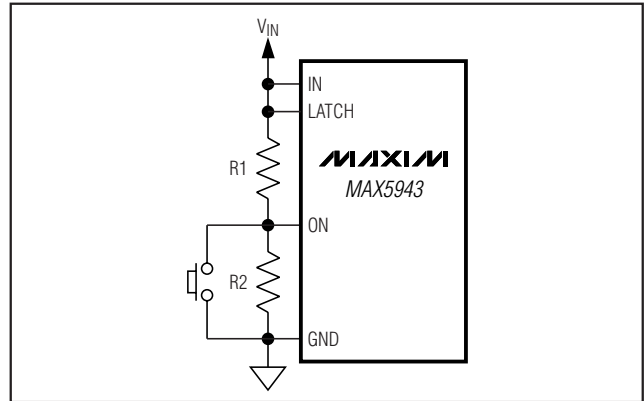 VIN
IN
LATCH
R1
MAXIM
MAX5943
ON
R2
GND